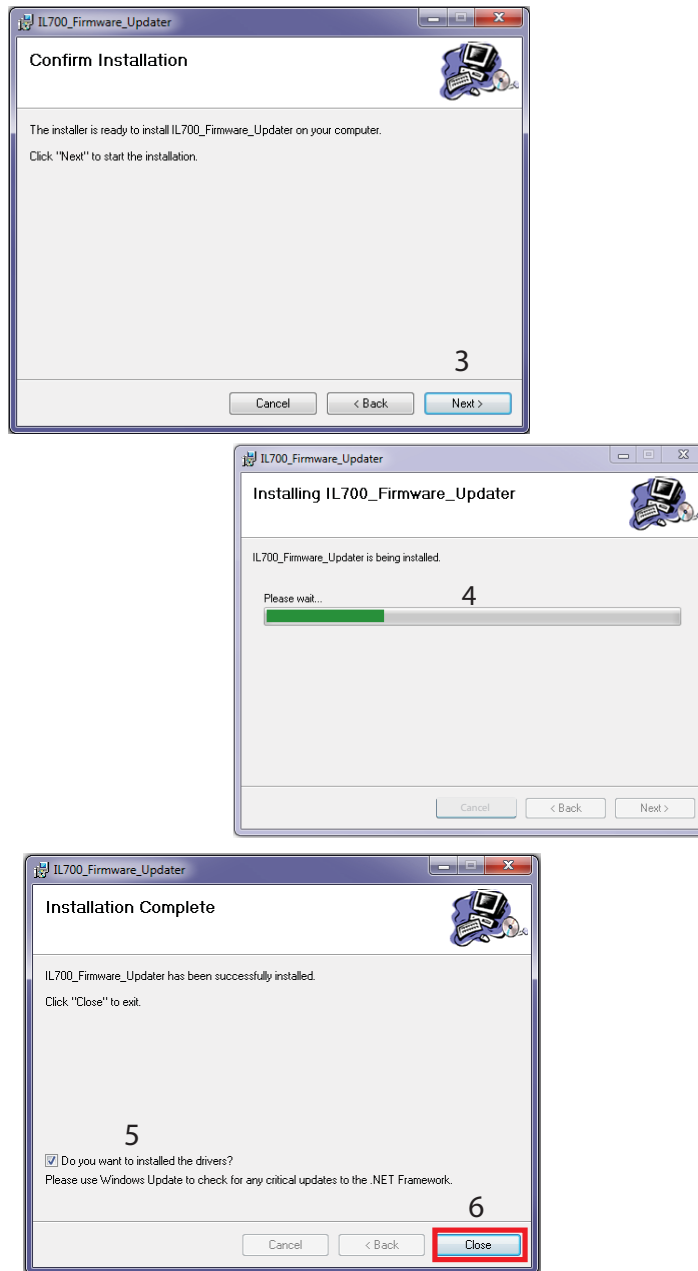 IL700_Firmware_Updater
Confirm Installation
The installer is ready to install IL700_Firmware_Updater on your computer.
Click "Next" to start the installation.
3
Cancel
< Back
Next >
IL700_Firmware_Updater
Installing IL700_Firmware_Updater
IL700_Firmware_Updater is being installed.
Please wait...
4
Cancel
< Back
Next >
IL700_Firmware_Updater
Installation Complete
IL700_Firmware_Updater has been successfully installed.
Click "Close" to exit.
5
Do you want to installed the drivers?
Please use Windows Update to check for any critical updates to the .NET Framework.
6
Cancel
< Back
Close